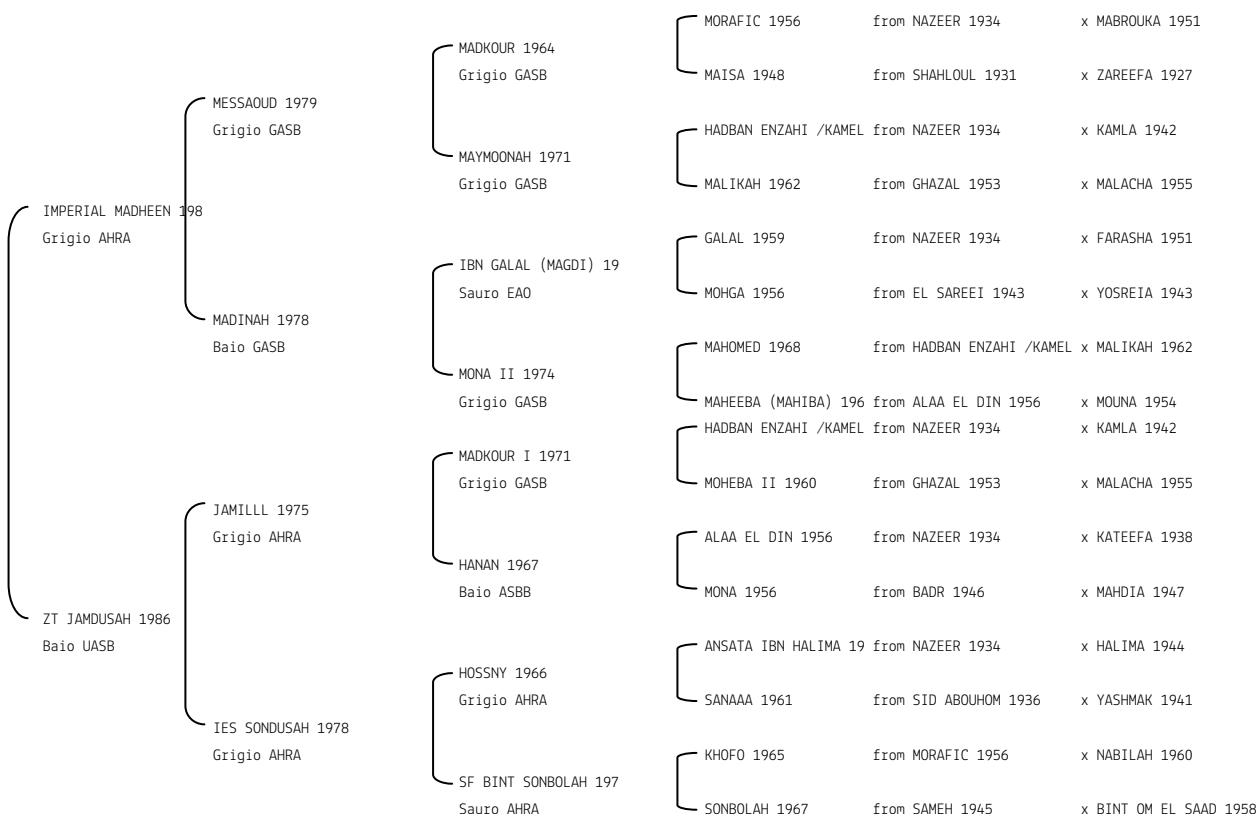 MORAFIC 1956 from NAZEER 1934 x MABROUKA 1951
MADKOUR 1964
Grigio GASB
MAISA 1948 from SHAHLOUL 1931 x ZAREEFA 1927
MESSAOUD 1979
Grigio GASB
HADBAN ENZAHI /KAMEL from NAZEER 1934 x KAMLA 1942
MAYMOONAH 1971
Grigio GASB
MALIKAH 1962 from GHAZAL 1953 x MALACHA 1955
IMPERIAL MADHEEN 198
Grigio AHRA
GALAL 1959 from NAZEER 1934 x FARASHA 1951
IBN GALAL (MAGDI) 19
Sauro EAO
MOHGA 1956 from EL SAREEI 1943 x YOSREIA 1943
MADINAH 1978
Baio GASB
MAHOMED 1968 from HADBAN ENZAHI /KAMEL x MALIKAH 1962
MONA II 1974
Grigio GASB
MAHEEBA (MAHIBA) 196 from ALAA EL DIN 1956 x MOUNA 1954
HADBAN ENZAHI /KAMEL from NAZEER 1934 x KAMLA 1942
MADKOUR I 1971
Grigio GASB
MOHEBA II 1960 from GHAZAL 1953 x MALACHA 1955
JAMILLL 1975
Grigio AHRA
ALAA EL DIN 1956 from NAZEER 1934 x KATEEFA 1938
HANAN 1967
Baio ASBB
MONA 1956 from BADR 1946 x MAHDIA 1947
ZT JAMDUSAH 1986
Baio UASB
ANSATA IBN HALIMA 19 from NAZEER 1934 x HALIMA 1944
HOSSNY 1966
Grigio AHRA
SANAAA 1961 from SID ABOUHOM 1936 x YASHMAK 1941
IES SONDUSAH 1978
Grigio AHRA
KHOFO 1965 from MORAFIC 1956 x NABILAH 1960
SF BINT SONBOLAH 197
Sauro AHRA
SONBOLAH 1967 from SAMEH 1945 x BINT OM EL SAAD 1958